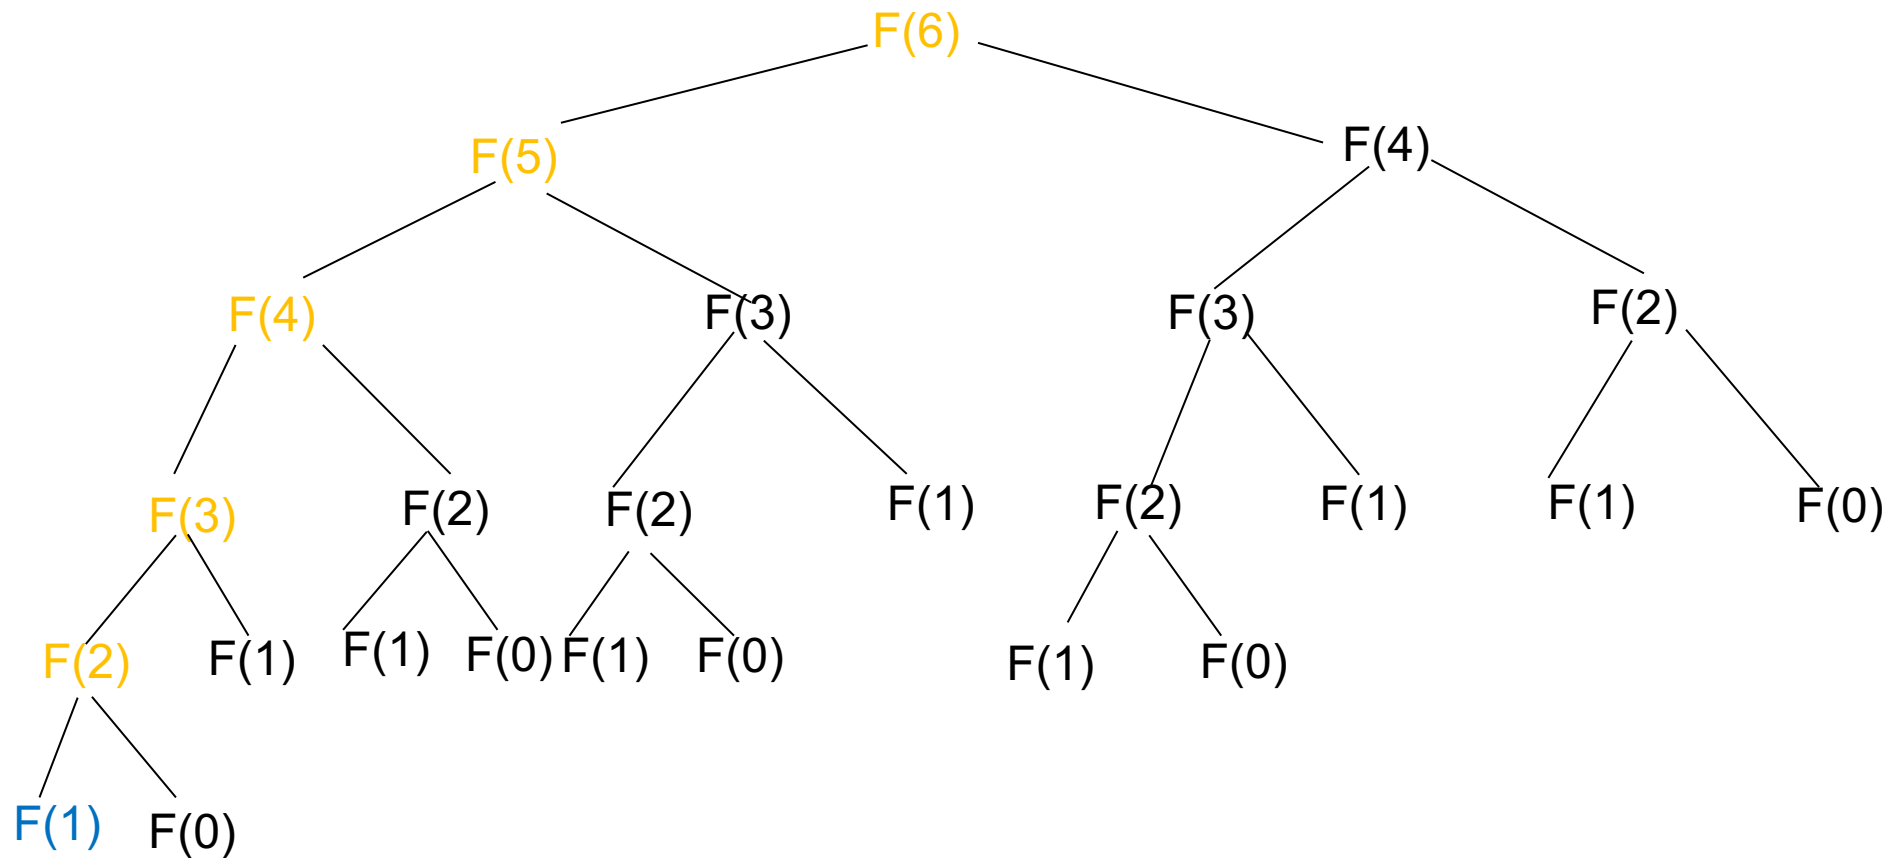 F(6)
F(5) F(4)
F(4) F(3) F(3) F(2)
F(3) F(2) F(2) F(1) F(2) F(1) F(1) F(0)
F(2) F(1) F(1) F(0) F(1) F(0) F(1) F(0)
F(1) F(0)